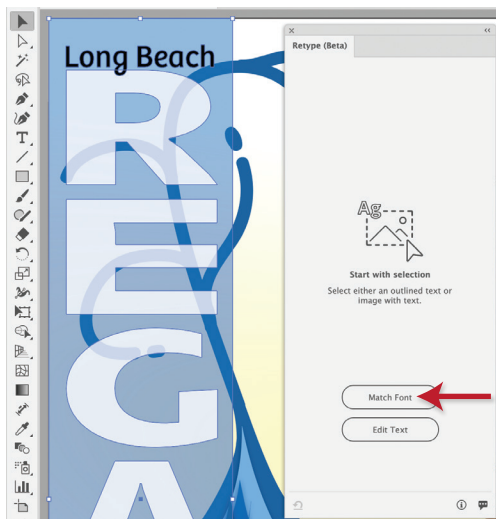 Long Beach
R
E
G
A
Retype (Beta)
Ag
Start with selection
Select either an outlined text or
image with text.
Match Font
Edit Text